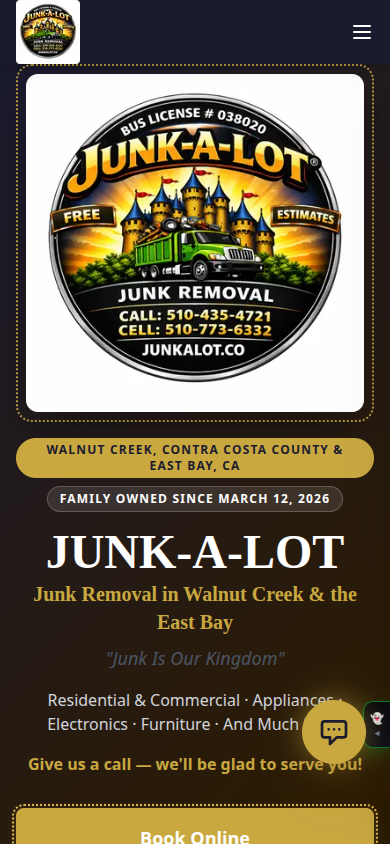 BUS LICENSE # 038020
JUNK-A-LOT®
FREE
ESTIMATES
JUNK REMOVAL
CALL: 510-435-4721
CELL: 510-773-6332
JUNKALOT.CO
WALNUT CREEK, CONTRA COSTA COUNTY &
EAST BAY, CA
FAMILY OWNED SINCE MARCH 12, 2026
JUNK-A-LOT
Junk Removal in Walnut Creek & the
East Bay
"Junk Is Our Kingdom"
Residential & Commercial · Appliances ·
Electronics · Furniture · And Much
Give us a call — we'll be glad to serve you!
Book Online